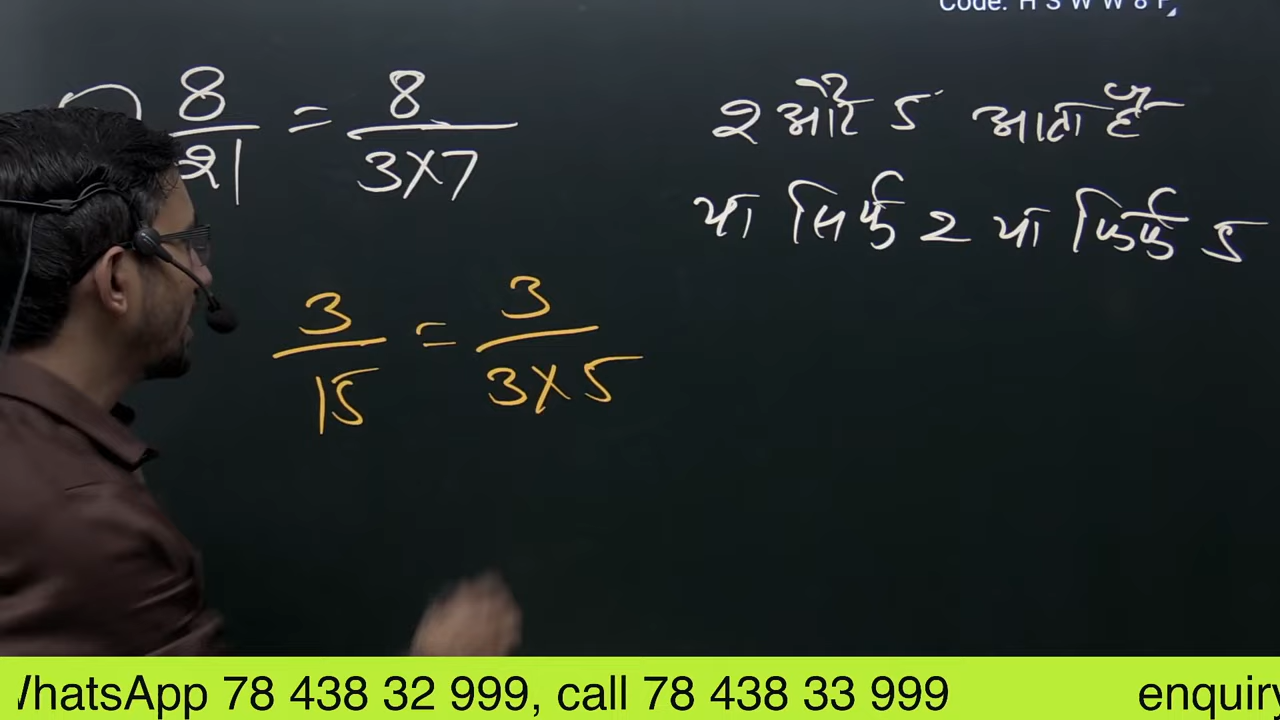 Code: H S W W 8 F
8/21 = 8/3×7
2 और 5 आता है
या सिर्फ 2 या सिर्फ 5
3/15 = 3/3×5
WhatsApp 78 438 32 999, call 78 438 33 999 enquiry